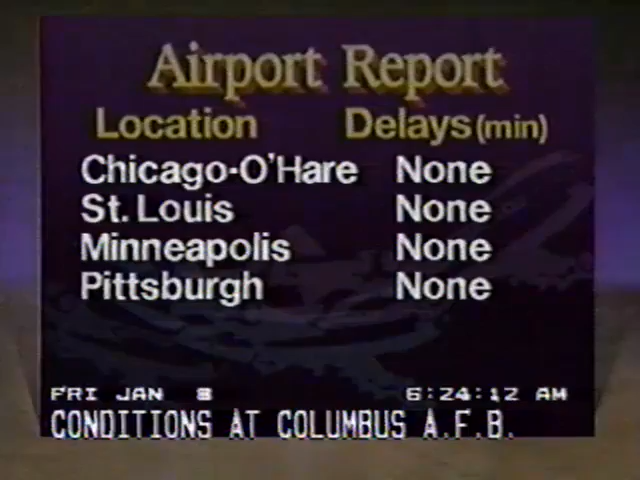 Airport Report
Location Delays (min)
Chicago-O'Hare None
St. Louis None
Minneapolis None
Pittsburgh None
FRI JAN 8 6:24:12 AM
CONDITIONS AT COLUMBUS A.F.B.